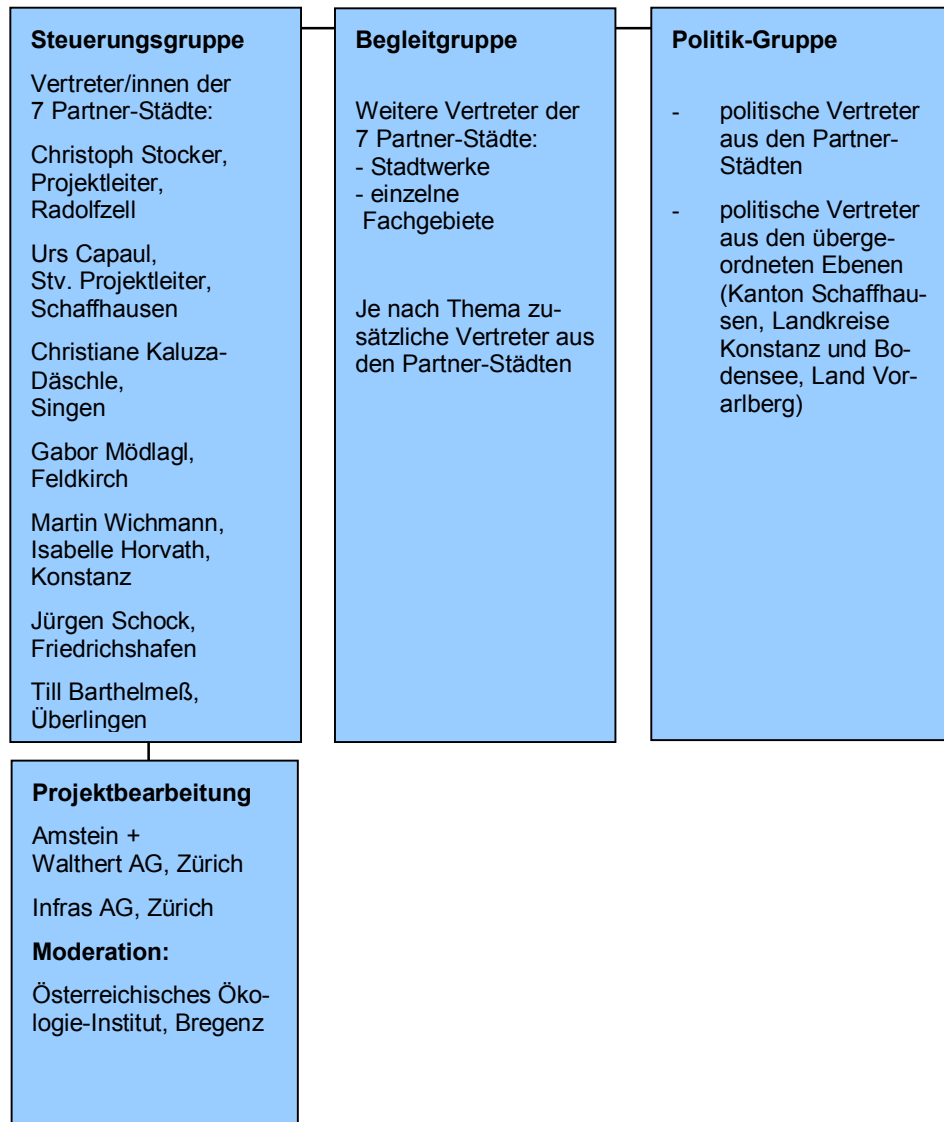 Steuerungsgruppe
Vertreter/innen der
7 Partner-Städte:
Christoph Stocker,
Projektleiter,
Radolfzell
Urs Capaul,
Stv. Projektleiter,
Schaffhausen
Christiane Kaluza-
Däschle,
Singen
Gabor Mödlagl,
Feldkirch
Martin Wichmann,
Isabelle Horvath,
Konstanz
Jürgen Schock,
Friedrichshafen
Till Barthelmeß,
Überlingen
Begleitgruppe
Weitere Vertreter der
7 Partner-Städte:
- Stadtwerke
- einzelne
Fachgebiete
Je nach Thema zu-
sätzliche Vertreter aus
den Partner-Städten
Politik-Gruppe
- politische Vertreter
aus den Partner-
Städten
- politische Vertreter
aus den überge-
ordneten Ebenen
(Kanton Schaffhau-
sen, Landkreise
Konstanz und Bo-
densee, Land Vor-
arlberg)
Projektbearbeitung
Amstein +
Walthert AG, Zürich
Infras AG, Zürich
Moderation:
Österreichisches Öko-
logie-Institut, Bregenz